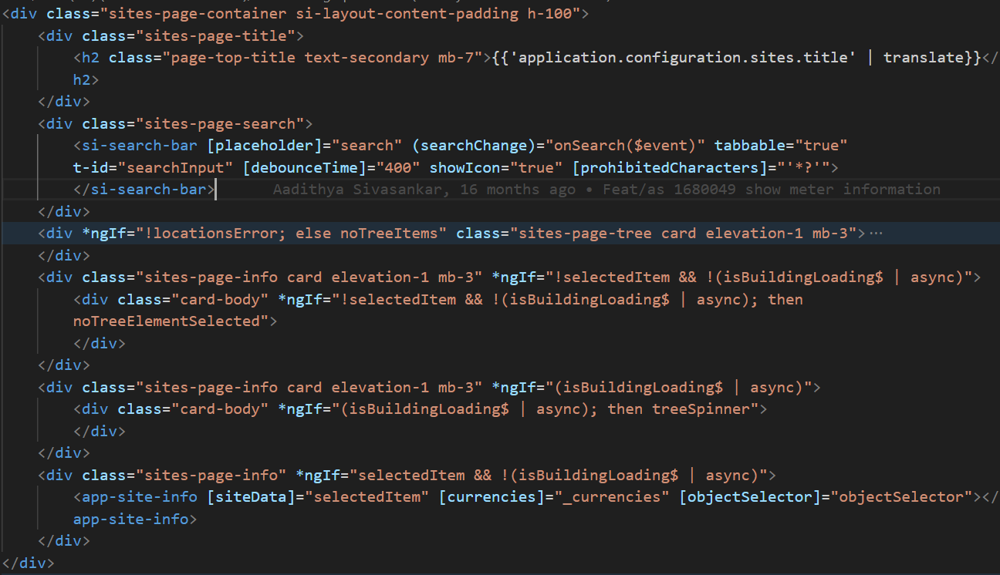 <div class="sites-page-container si-layout-content-padding h-100">
<div class="sites-page-title">
<h2 class="page-top-title text-secondary mb-7">{{'application.configuration.sites.title' | translate}}</
h2>
</div>
<div class="sites-page-search">
<si-search-bar [placeholder]="search" (searchChange)="onSearch($event)" tabbable="true"
t-id="searchInput" [debounceTime]="400" showIcon="true" [prohibitedCharacters]="'*?'">
</si-search-bar> Aadithya Sivasankar, 16 months ago • Feat/as 1680049 show meter information
</div>
<div *ngIf="!locationsError; else noTreeItems" class="sites-page-tree card elevation-1 mb-3">⋯
</div>
<div class="sites-page-info card elevation-1 mb-3" *ngIf="!selectedItem && !(isBuildingLoading$ | async)">
<div class="card-body" *ngIf="!selectedItem && !(isBuildingLoading$ | async); then
noTreeElementSelected">
</div>
</div>
<div class="sites-page-info card elevation-1 mb-3" *ngIf="(isBuildingLoading$ | async)">
<div class="card-body" *ngIf="(isBuildingLoading$ | async); then treeSpinner">
</div>
</div>
<div class="sites-page-info" *ngIf="selectedItem && !(isBuildingLoading$ | async)">
<app-site-info [siteData]="selectedItem" [currencies]="_currencies" [objectSelector]="objectSelector"></
app-site-info>
</div>
</div>